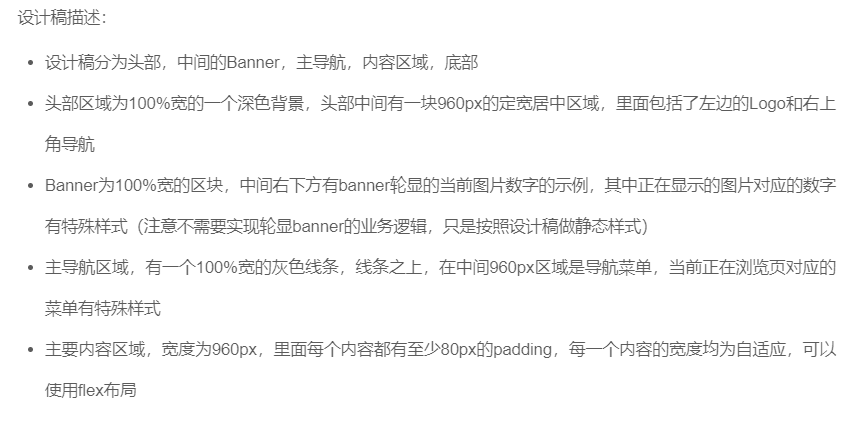 设计稿描述：
设计稿分为头部，中间的Banner，主导航，内容区域，底部
头部区域为100%宽的一个深色背景，头部中间有一块960px的定宽居中区域，里面包括了左边的Logo和右上
角导航
Banner为100%宽的区块，中间右下方有banner轮显的当前图片数字的示例，其中正在显示的图片对应的数字
有特殊样式（注意不需要实现轮显banner的业务逻辑，只是按照设计稿做静态样式）
主导航区域，有一个100%宽的灰色线条，线条之上，在中间960px区域是导航菜单，当前正在浏览页对应的
菜单有特殊样式
主要内容区域，宽度为960px，里面每个内容都有至少80px的padding，每一个内容的宽度均为自适应，可以
使用flex布局